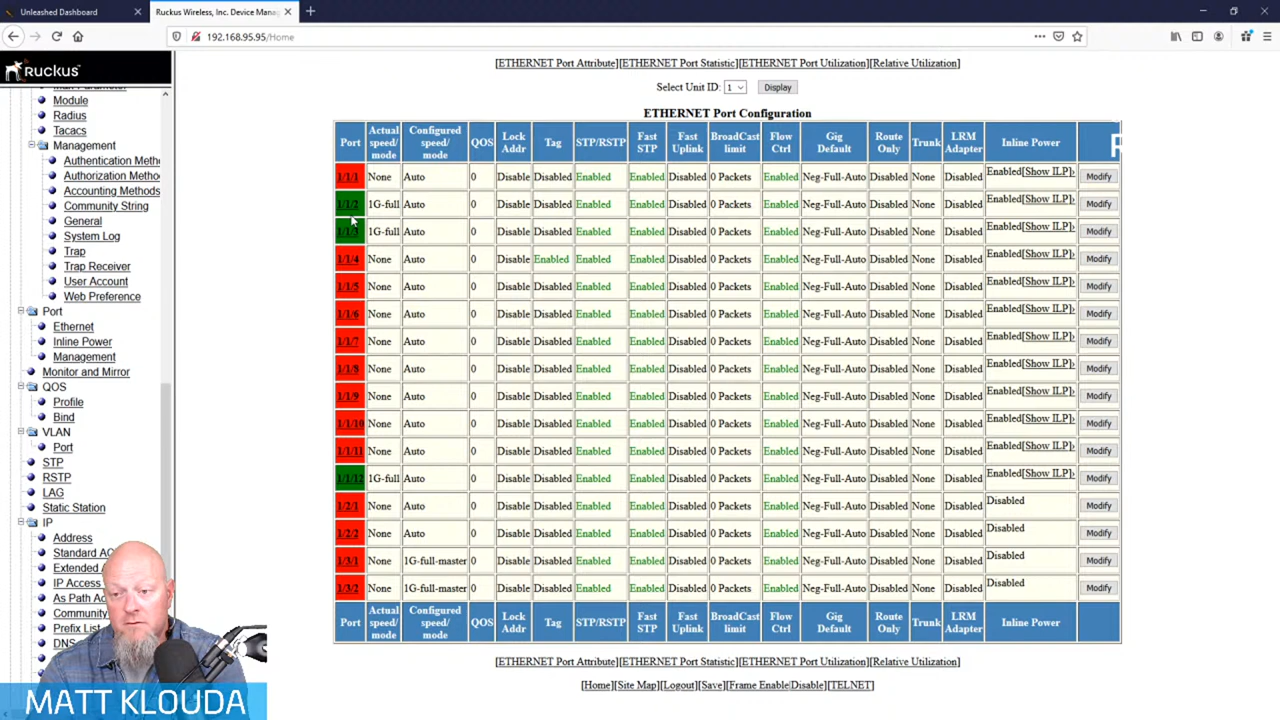 Unleashed Dashboard × Ruckus Wireless, Inc. Device Mana × +
192.168.95.95/Home
Ruckus
Module
Radius
Tacacs
Management
Authentication Metho
Authorization Metho
Accounting Methods
Community String
General
System Log
Trap
Trap Receiver
User Account
Web Preference
Port
Ethernet
Inline Power
Management
Monitor and Mirror
QOS
Profile
Bind
VLAN
Port
STP
RSTP
LAG
Static Station
IP
Address
Standard AC
Extended
IP Access
As Path Ac
Community
Prefix List
DNS
[ETHERNET Port Attribute][ETHERNET Port Statistic][ETHERNET Port Utilization][Relative Utilization]
Select Unit ID: 1 Display
ETHERNET Port Configuration
Port Actual speed/ mode Configured speed/ mode QOS Lock Addr Tag STP/RSTP Fast STP Fast Uplink BroadCast limit Flow Ctrl Gig Default Route Only Trunk LRM Adapter Inline Power
1/1/1 None Auto 0 Disable Disabled Enabled Enabled Disabled 0 Packets Enabled Neg-Full-Auto Disabled None Disabled Enabled[Show ILP] Modify
1/1/2 1G-full Auto 0 Disable Disabled Enabled Enabled Disabled 0 Packets Enabled Neg-Full-Auto Disabled None Disabled Enabled[Show ILP] Modify
1/1/3 1G-full Auto 0 Disable Disabled Enabled Enabled Disabled 0 Packets Enabled Neg-Full-Auto Disabled None Disabled Enabled[Show ILP] Modify
1/1/4 None Auto 0 Disable Enabled Enabled Enabled Disabled 0 Packets Enabled Neg-Full-Auto Disabled None Disabled Enabled[Show ILP] Modify
1/1/5 None Auto 0 Disable Disabled Enabled Enabled Disabled 0 Packets Enabled Neg-Full-Auto Disabled None Disabled Enabled[Show ILP] Modify
1/1/6 None Auto 0 Disable Disabled Enabled Enabled Disabled 0 Packets Enabled Neg-Full-Auto Disabled None Disabled Enabled[Show ILP] Modify
1/1/7 None Auto 0 Disable Disabled Enabled Enabled Disabled 0 Packets Enabled Neg-Full-Auto Disabled None Disabled Enabled[Show ILP] Modify
1/1/8 None Auto 0 Disable Disabled Enabled Enabled Disabled 0 Packets Enabled Neg-Full-Auto Disabled None Disabled Enabled[Show ILP] Modify
1/1/9 None Auto 0 Disable Disabled Enabled Enabled Disabled 0 Packets Enabled Neg-Full-Auto Disabled None Disabled Enabled[Show ILP] Modify
1/1/10 None Auto 0 Disable Disabled Enabled Enabled Disabled 0 Packets Enabled Neg-Full-Auto Disabled None Disabled Enabled[Show ILP] Modify
1/1/11 None Auto 0 Disable Disabled Enabled Enabled Disabled 0 Packets Enabled Neg-Full-Auto Disabled None Disabled Enabled[Show ILP] Modify
1/1/12 1G-full Auto 0 Disable Disabled Enabled Enabled Disabled 0 Packets Enabled Neg-Full-Auto Disabled None Disabled Enabled[Show ILP] Modify
1/2/1 None Auto 0 Disable Disabled Enabled Enabled Disabled 0 Packets Enabled Neg-Full-Auto Disabled None Disabled Disabled Modify
1/2/2 None Auto 0 Disable Disabled Enabled Enabled Disabled 0 Packets Enabled Neg-Full-Auto Disabled None Disabled Disabled Modify
1/3/1 None 1G-full-master 0 Disable Disabled Enabled Enabled Disabled 0 Packets Enabled Neg-Full-Auto Disabled None Disabled Disabled Modify
1/3/2 None 1G-full-master 0 Disable Disabled Enabled Enabled Disabled 0 Packets Enabled Neg-Full-Auto Disabled None Disabled Disabled Modify
Port Actual speed/ mode Configured speed/ mode QOS Lock Addr Tag STP/RSTP Fast STP Fast Uplink BroadCast limit Flow Ctrl Gig Default Route Only Trunk LRM Adapter Inline Power
[ETHERNET Port Attribute][ETHERNET Port Statistic][ETHERNET Port Utilization][Relative Utilization]
[Home][Site Map][Logout][Save][Frame Enable|Disable][TELNET]
MATT KLOUDA